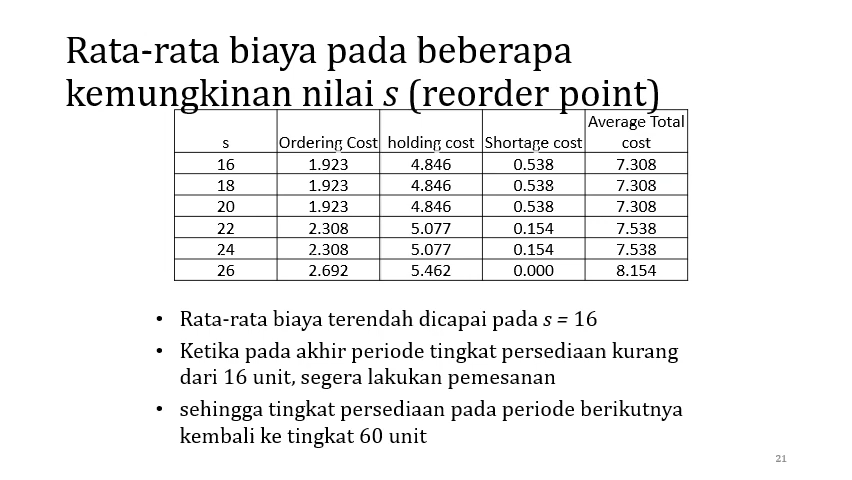 Rata-rata biaya pada beberapa
kemungkinan nilai s (reorder point)
s Ordering Cost holding cost Shortage cost Average Total cost
16 1.923 4.846 0.538 7.308
18 1.923 4.846 0.538 7.308
20 1.923 4.846 0.538 7.308
22 2.308 5.077 0.154 7.538
24 2.308 5.077 0.154 7.538
26 2.692 5.462 0.000 8.154
• Rata-rata biaya terendah dicapai pada s = 16
• Ketika pada akhir periode tingkat persediaan kurang
dari 16 unit, segera lakukan pemesanan
• sehingga tingkat persediaan pada periode berikutnya
kembali ke tingkat 60 unit
21